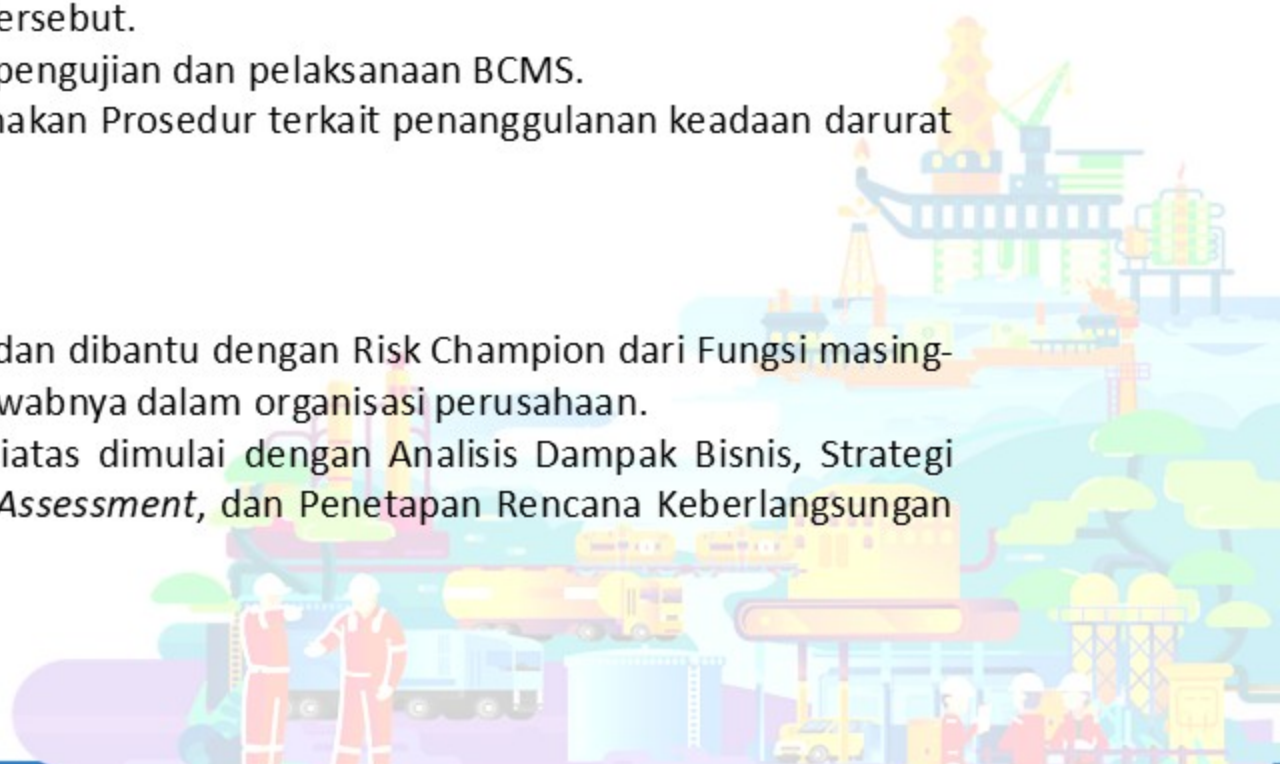 ersebut.
pengujian dan pelaksanaan BCMS.
nakan Prosedur terkait penanggulanan keadaan darurat
dan dibantu dengan Risk Champion dari Fungsi masing-
wabnya dalam organisasi perusahaan.
iatas dimulai dengan Analisis Dampak Bisnis, Strategi
Assessment, dan Penetapan Rencana Keberlangsungan